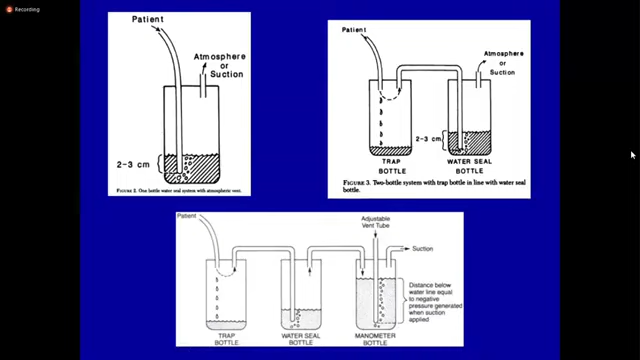 Recording
Patient
Atmosphere
or
Suction
2-3 cm
FIGURE 2. One bottle water seal system with atmospheric vent.
Patient
Atmosphere
or
Suction
2-3 cm
TRAP
BOTTLE
WATER SEAL
BOTTLE
FIGURE 3. Two-bottle system with trap bottle in line with water seal
bottle.
Patient
Adjustable
Vent Tube
Suction
Distance below
water line equal
to negative
pressure generated
when suction
applied
TRAP
BOTTLE
WATER SEAL
BOTTLE
MANOMETER
BOTTLE